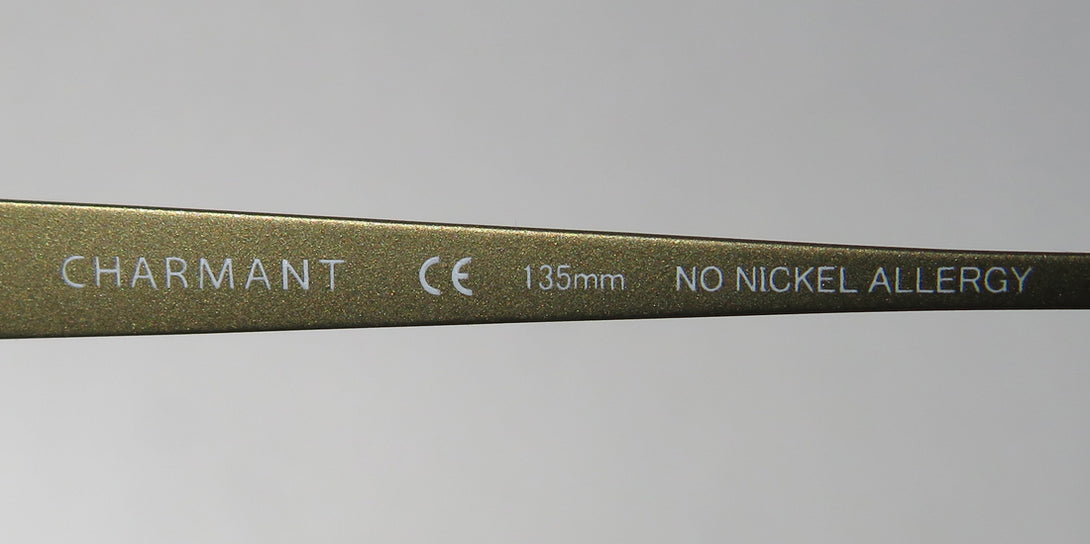 CHARMANT CE 135mm NO NICKEL ALLERGY